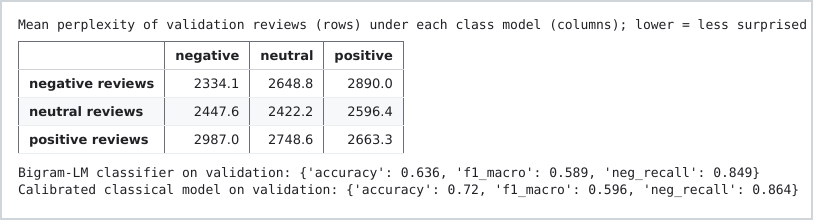 Mean perplexity of validation reviews (rows) under each class model (columns); lower = less surprised
negative neutral positive
negative reviews 2334.1 2648.8 2890.0
neutral reviews 2447.6 2422.2 2596.4
positive reviews 2987.0 2748.6 2663.3
Bigram-LM classifier on validation: {'accuracy': 0.636, 'f1_macro': 0.589, 'neg_recall': 0.849}
Calibrated classical model on validation: {'accuracy': 0.72, 'f1_macro': 0.596, 'neg_recall': 0.864}